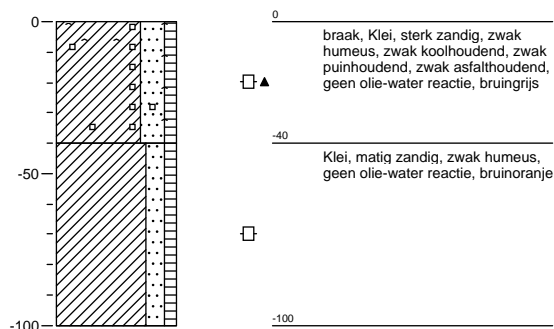 0
-50
-100
0
braak, Klei, sterk zandig, zwak
humeus, zwak koolhoudend, zwak
puinhoudend, zwak asfalthoudend,
geen olie-water reactie, bruingrijs
-40
Klei, matig zandig, zwak humeus,
geen olie-water reactie, bruinoranje
-100